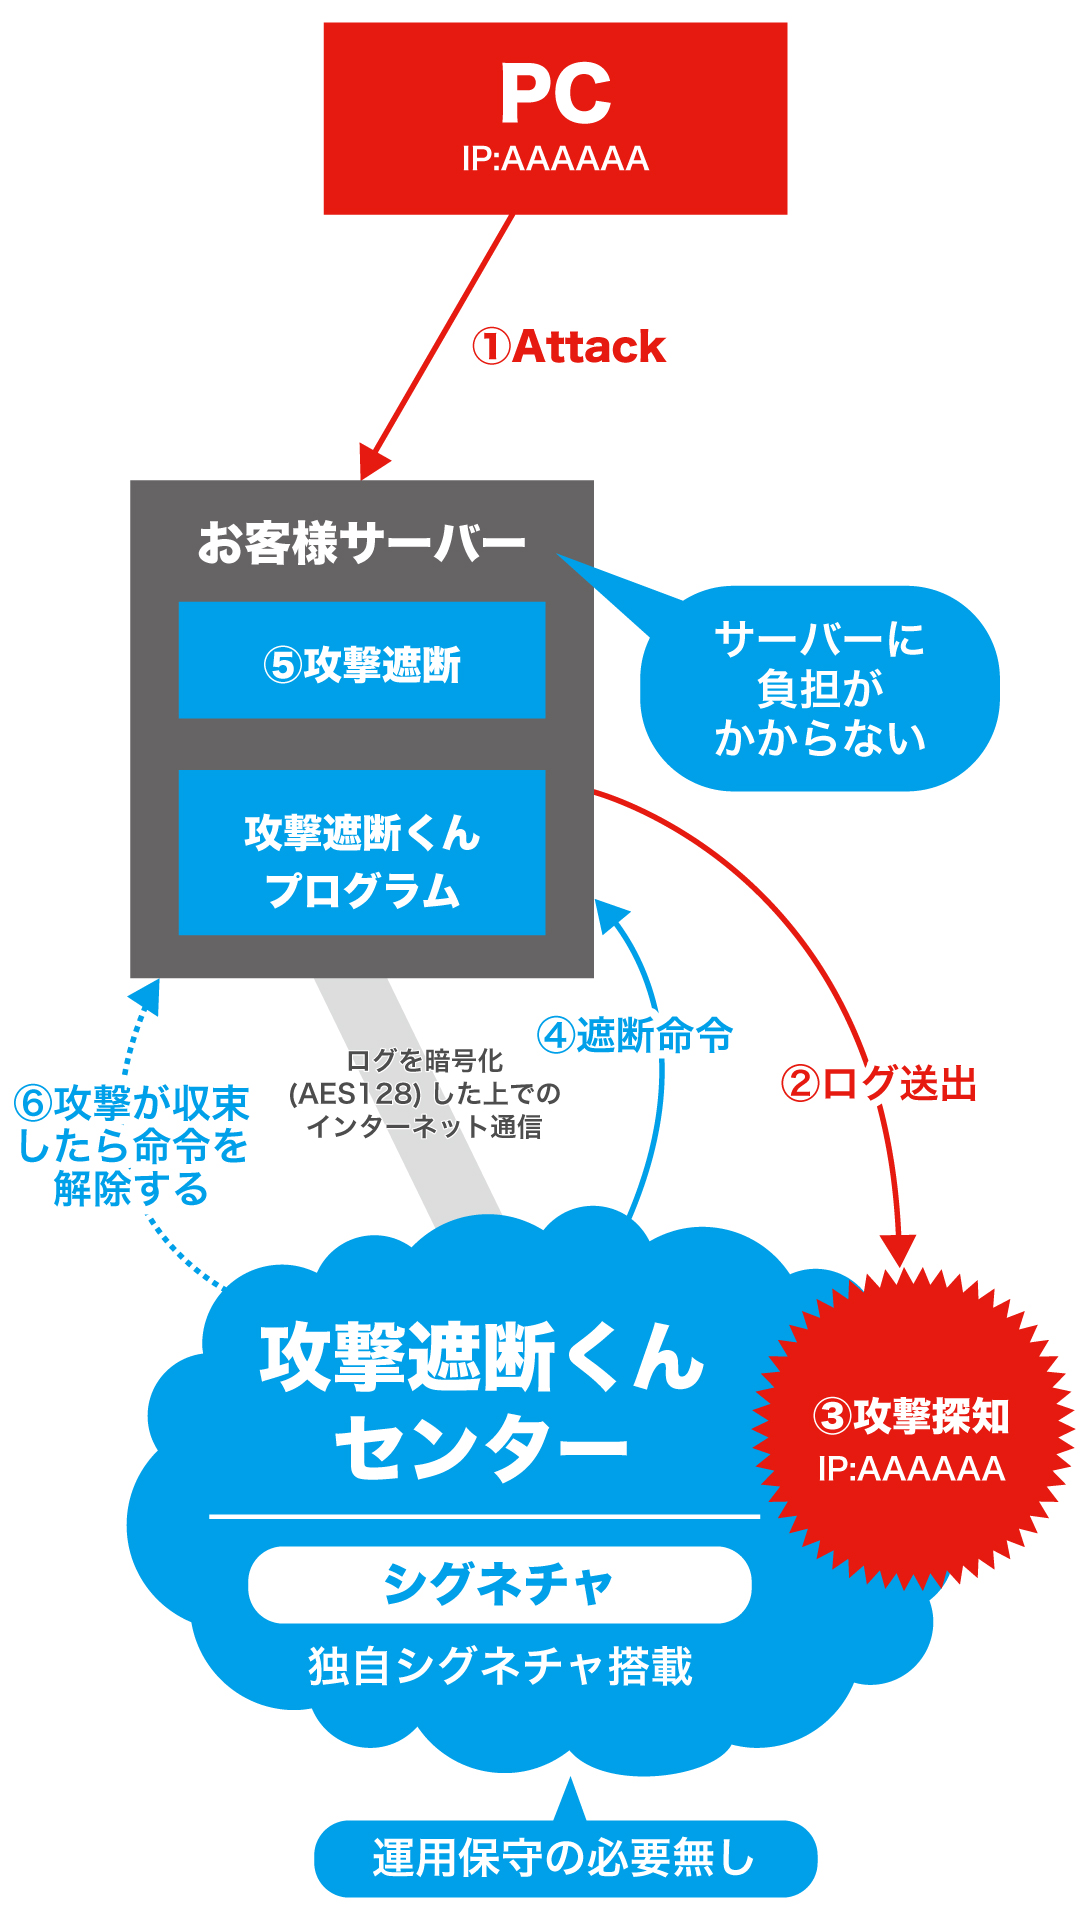 PC
IP:AAAAAA
①Attack
お客様サーバー
⑤攻撃遮断
サーバーに
負担が
かからない
攻撃遮断くん
プログラム
④遮断命令
ログを暗号化
(AES128) した上での
インターネット通信
②ログ送出
⑥攻撃が収束
したら命令を
解除する
攻撃遮断くん
センター
③攻撃探知
IP:AAAAAA
シグネチャ
独自シグネチャ搭載
運用保守の必要無し